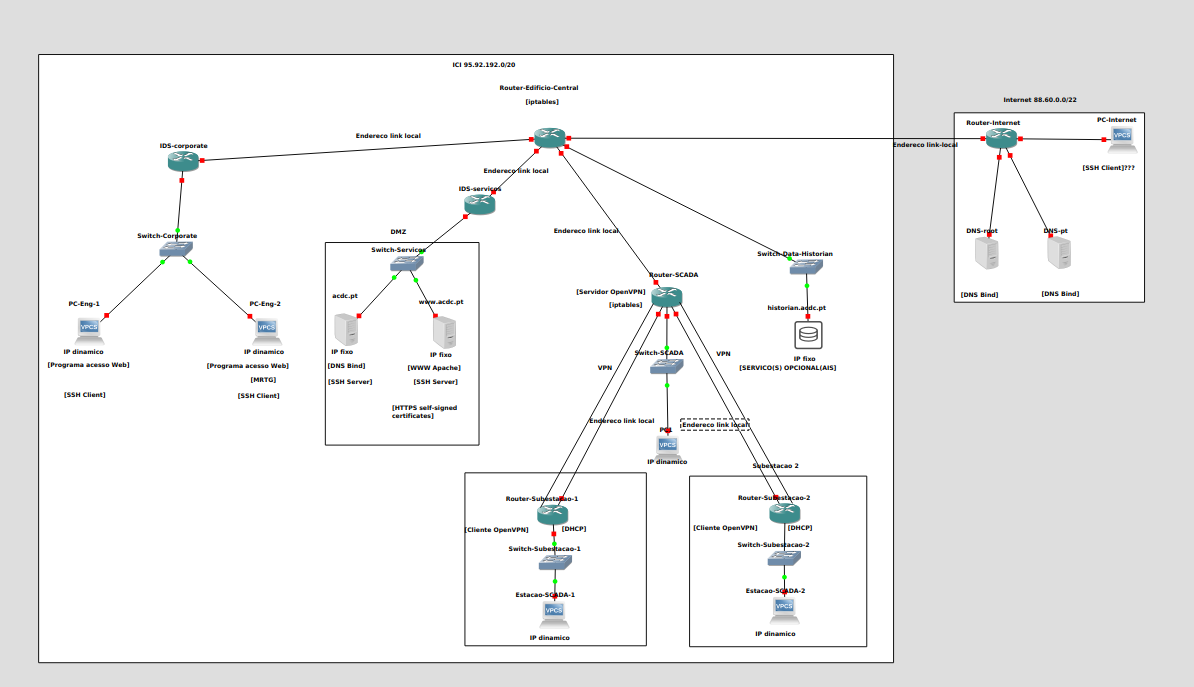 ICI 95.92.192.0/20
Router-Edificio-Central
[iptables]
Internet 88.60.0.0/22
Router-Internet
PC-Internet
VPCS
Endereco link local
Endereco link-local
IDS-corporate
[SSH Client]???
Endereco link local
IDS-servicos
Switch-Corporate
DMZ
Endereco link local
DNS-root
DNS-pt
Switch-Servicos
Switch-Data-Historian
Router-SCADA
[Servidor OpenVPN]
[iptables]
[DNS Bind]
[DNS Bind]
PC-Eng-1
PC-Eng-2
acdc.pt
www.acdc.pt
historian.acdc.pt
VPCS
VPCS
IP dinamico
IP dinamico
IP fixo
IP fixo
Switch-SCADA
VPN
VPN
IP fixo
[Programa acesso Web]
[Programa acesso Web]
[DNS Bind]
[WWW Apache]
[SERVICO(S) OPCIONAL(AIS]
[MRTG]
[SSH Server]
[SSH Server]
[SSH Client]
[SSH Client]
[HTTPS self-signed
certificates]
Endereco link local
Endereco link local
VPCS
IP dinamico
Subestacao 2
Router-Subestacao-1
Router-Subestacao-2
[Cliente OpenVPN]
[DHCP]
[Cliente OpenVPN]
[DHCP]
Switch-Subestacao-1
Switch-Subestacao-2
Estacao-SCADA-1
Estacao-SCADA-2
VPCS
VPCS
IP dinamico
IP dinamico